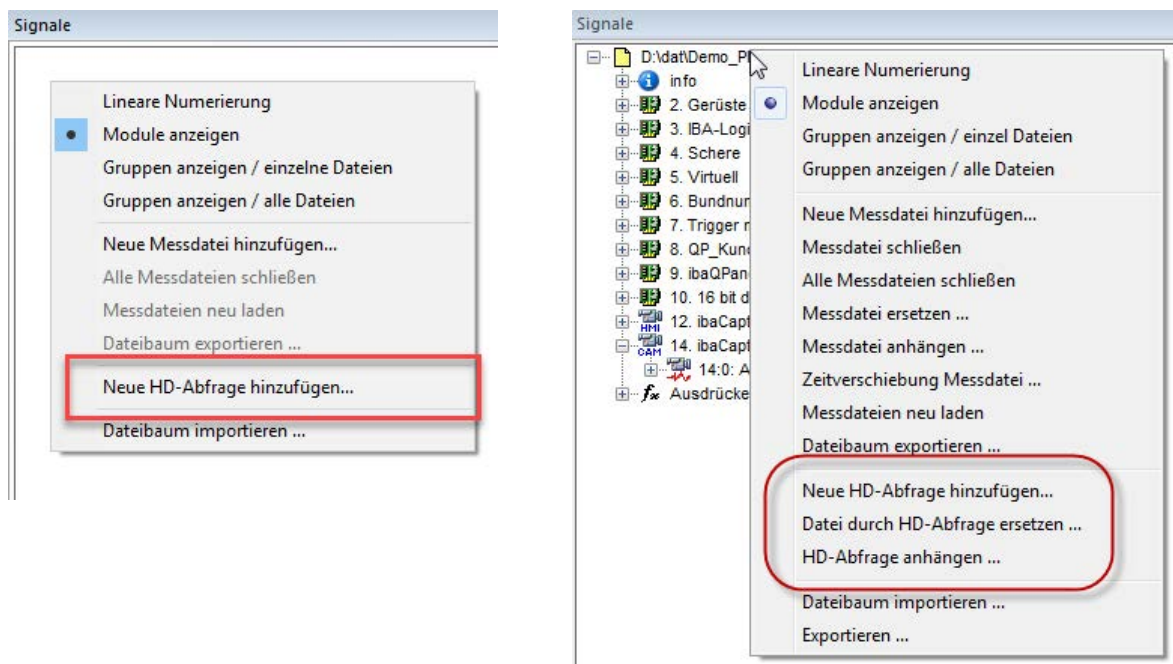 Signale
Lineare Numerierung
Module anzeigen
Gruppen anzeigen / einzelne Dateien
Gruppen anzeigen / alle Dateien
Neue Messdatei hinzufügen...
Alle Messdateien schließen
Messdateien neu laden
Dateibaum exportieren ...
Neue HD-Abfrage hinzufügen...
Dateibaum importieren ...
Signale
D:\dat\Demo_P
info
2. Gerüste
3. IBA-Logi
4. Schere
5. Virtuell
6. Bundnur
7. Trigger
8. QP_Kun
9. ibaQPan
10. 16 bit d
HMI
12. ibaCapt
CAM
14. ibaCapt
14:0: A
fx Ausdrücke
Lineare Numerierung
Module anzeigen
Gruppen anzeigen / einzel Dateien
Gruppen anzeigen / alle Dateien
Neue Messdatei hinzufügen...
Messdatei schließen
Alle Messdateien schließen
Messdatei ersetzen ...
Messdatei anhängen ...
Zeitverschiebung Messdatei ...
Messdateien neu laden
Dateibaum exportieren ...
Neue HD-Abfrage hinzufügen...
Datei durch HD-Abfrage ersetzen ...
HD-Abfrage anhängen ...
Dateibaum importieren ...
Exportieren ...